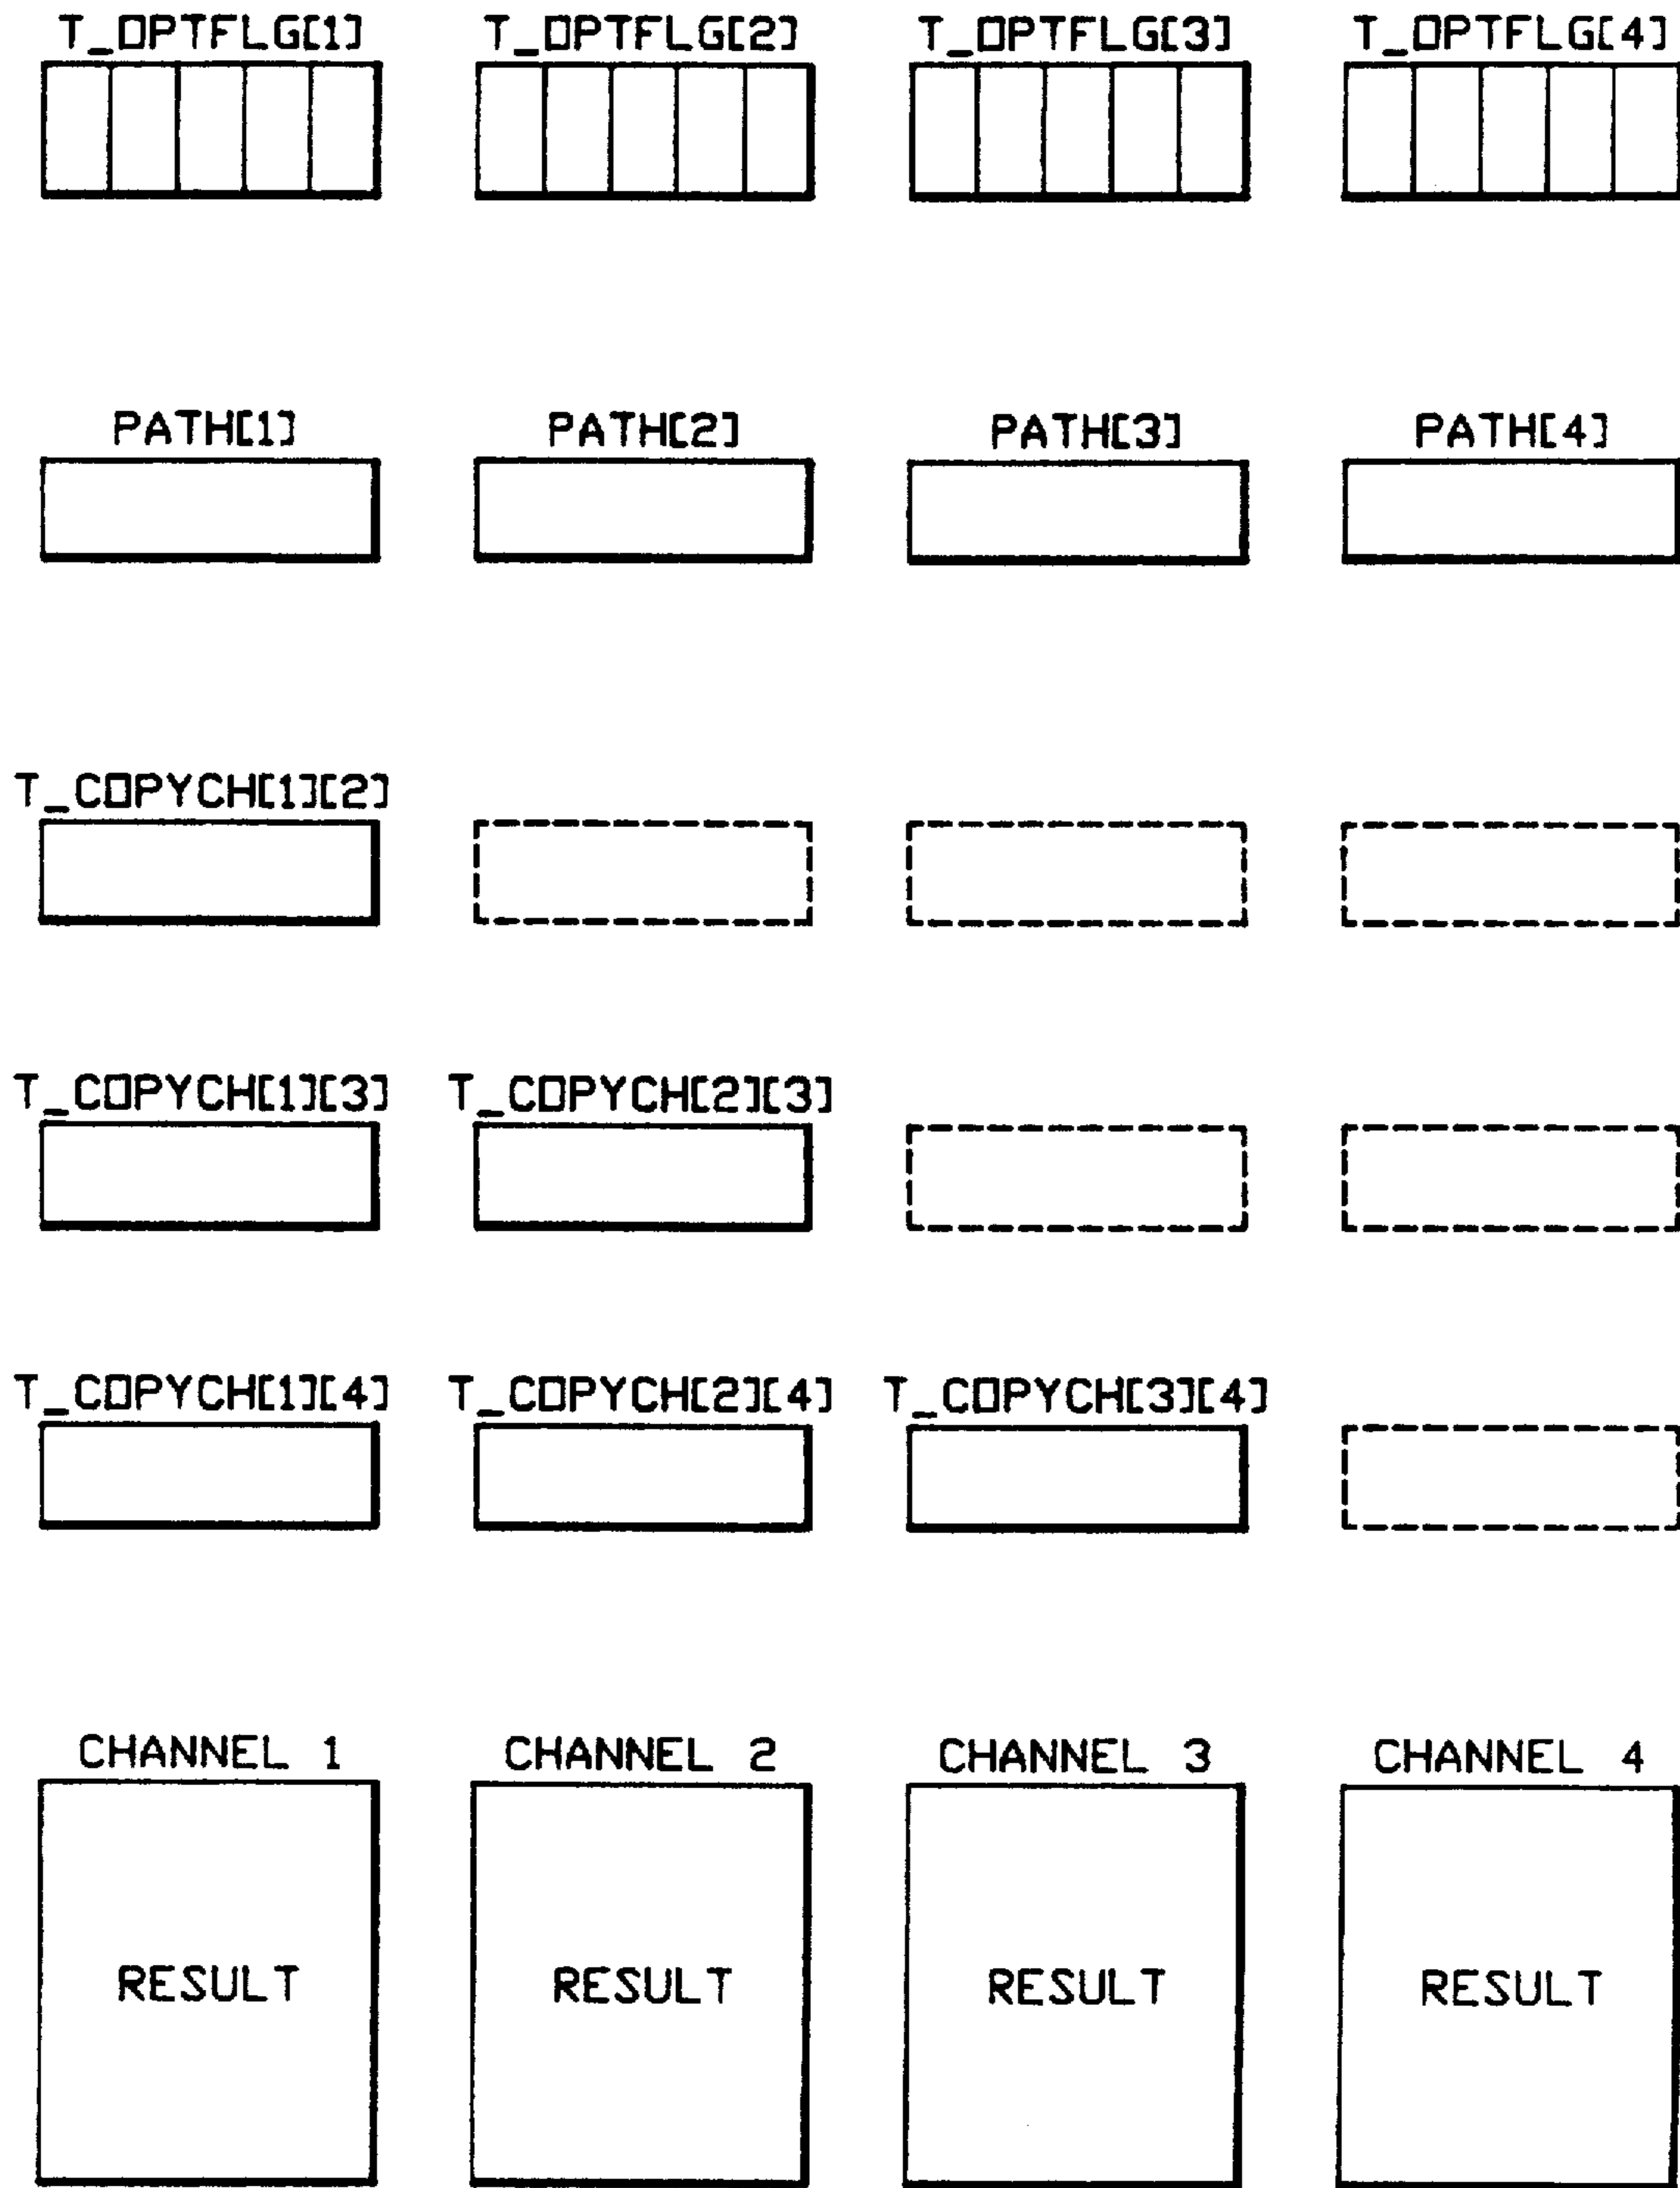 T_OPTFLG[1] T_OPTFLG[2] T_OPTFLG[3] T_OPTFLG[4]
PATH[1] PATH[2] PATH[3] PATH[4]
T_COPYCH[1][2]
T_COPYCH[1][3] T_COPYCH[2][3]
T_COPYCH[1][4] T_COPYCH[2][4] T_COPYCH[3][4]
CHANNEL 1 CHANNEL 2 CHANNEL 3 CHANNEL 4
RESULT RESULT RESULT RESULT